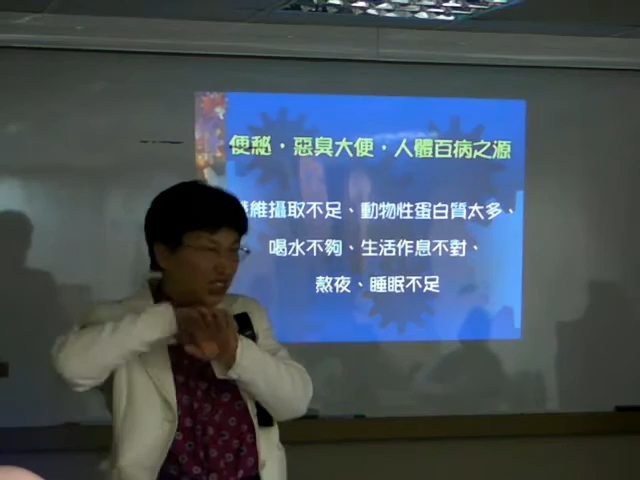 便秘．惡臭大便．人體百病之源
維攝取不足、動物性蛋白質太多、
喝水不夠、生活作息不對、
熬夜、睡眠不足